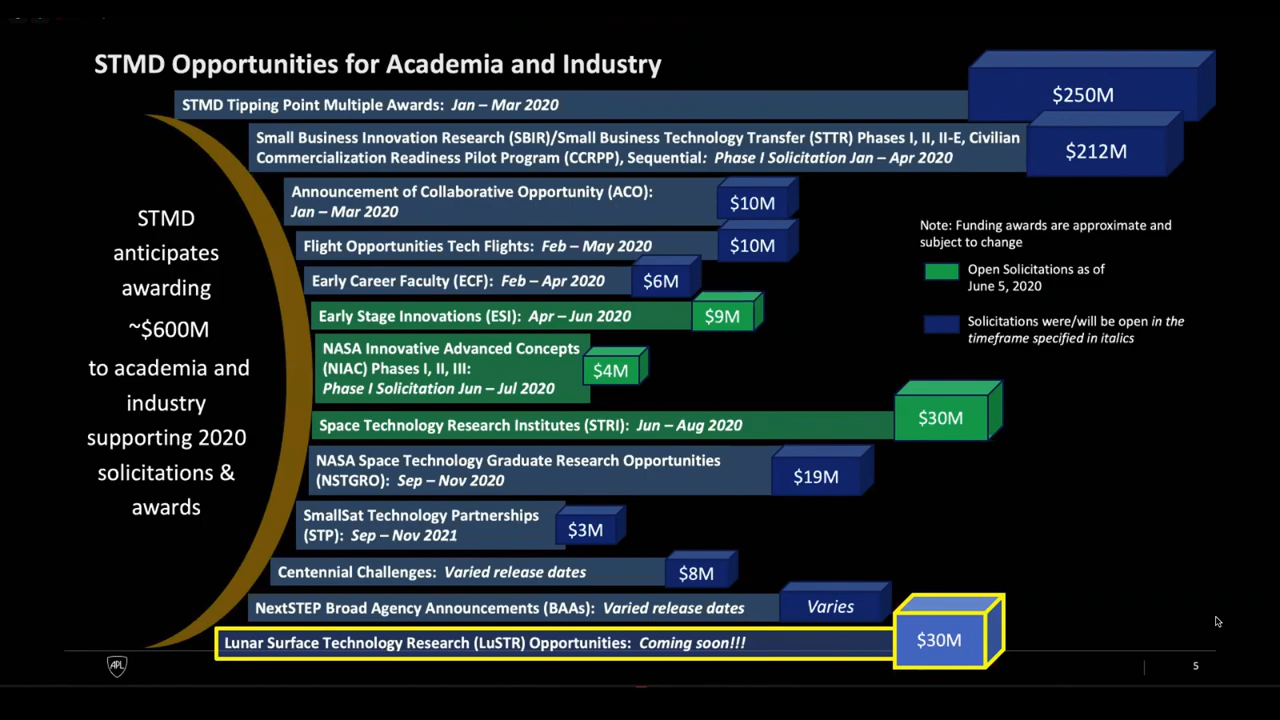 STMD Opportunities for Academia and Industry
STMD Tipping Point Multiple Awards: Jan – Mar 2020
$250M
Small Business Innovation Research (SBIR)/Small Business Technology Transfer (STTR) Phases I, II, II-E, Civilian
Commercialization Readiness Pilot Program (CCRPP), Sequential: Phase I Solicitation Jan – Apr 2020
$212M
Announcement of Collaborative Opportunity (ACO):
Jan – Mar 2020
$10M
Flight Opportunities Tech Flights: Feb – May 2020
$10M
Early Career Faculty (ECF): Feb – Apr 2020
$6M
Early Stage Innovations (ESI): Apr – Jun 2020
$9M
NASA Innovative Advanced Concepts
(NIAC) Phases I, II, III:
Phase I Solicitation Jun – Jul 2020
$4M
Space Technology Research Institutes (STRI): Jun – Aug 2020
$30M
NASA Space Technology Graduate Research Opportunities
(NSTGRO): Sep – Nov 2020
$19M
SmallSat Technology Partnerships
(STP): Sep – Nov 2021
$3M
Centennial Challenges: Varied release dates
$8M
NextSTEP Broad Agency Announcements (BAAs): Varied release dates
Varies
Lunar Surface Technology Research (LuSTR) Opportunities: Coming soon!!!
$30M
STMD
anticipates
awarding
~$600M
to academia and
industry
supporting 2020
solicitations &
awards
Note: Funding awards are approximate and
subject to change
Open Solicitations as of
June 5, 2020
Solicitations were/will be open in the
timeframe specified in italics
APL
5